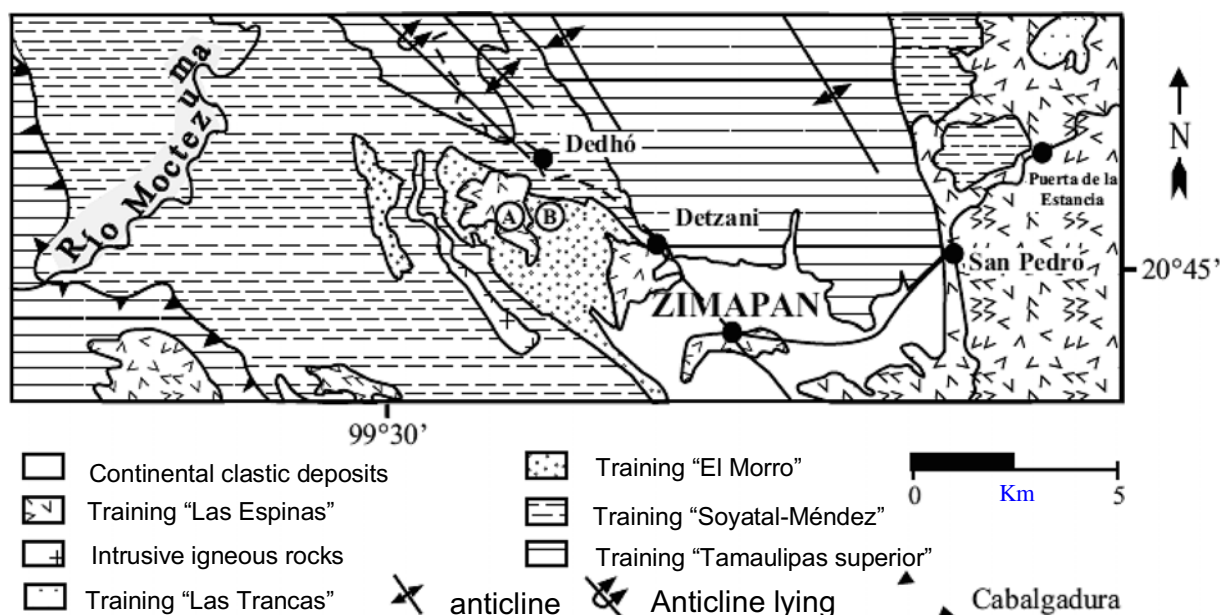 Río Moctezuma
Dedhó
A B
Detzani
Puerta de la
Estancia
N
San Pedro
20°45'
ZIMAPAN
99°30'
Continental clastic deposits
Training “Las Espinas”
Intrusive igneous rocks
Training “Las Trancas”
Training “El Morro”
Training “Soyatal-Méndez”
Training “Tamaulipas superior”
0 Km 5
anticline
Anticline lying
Cabalgadura